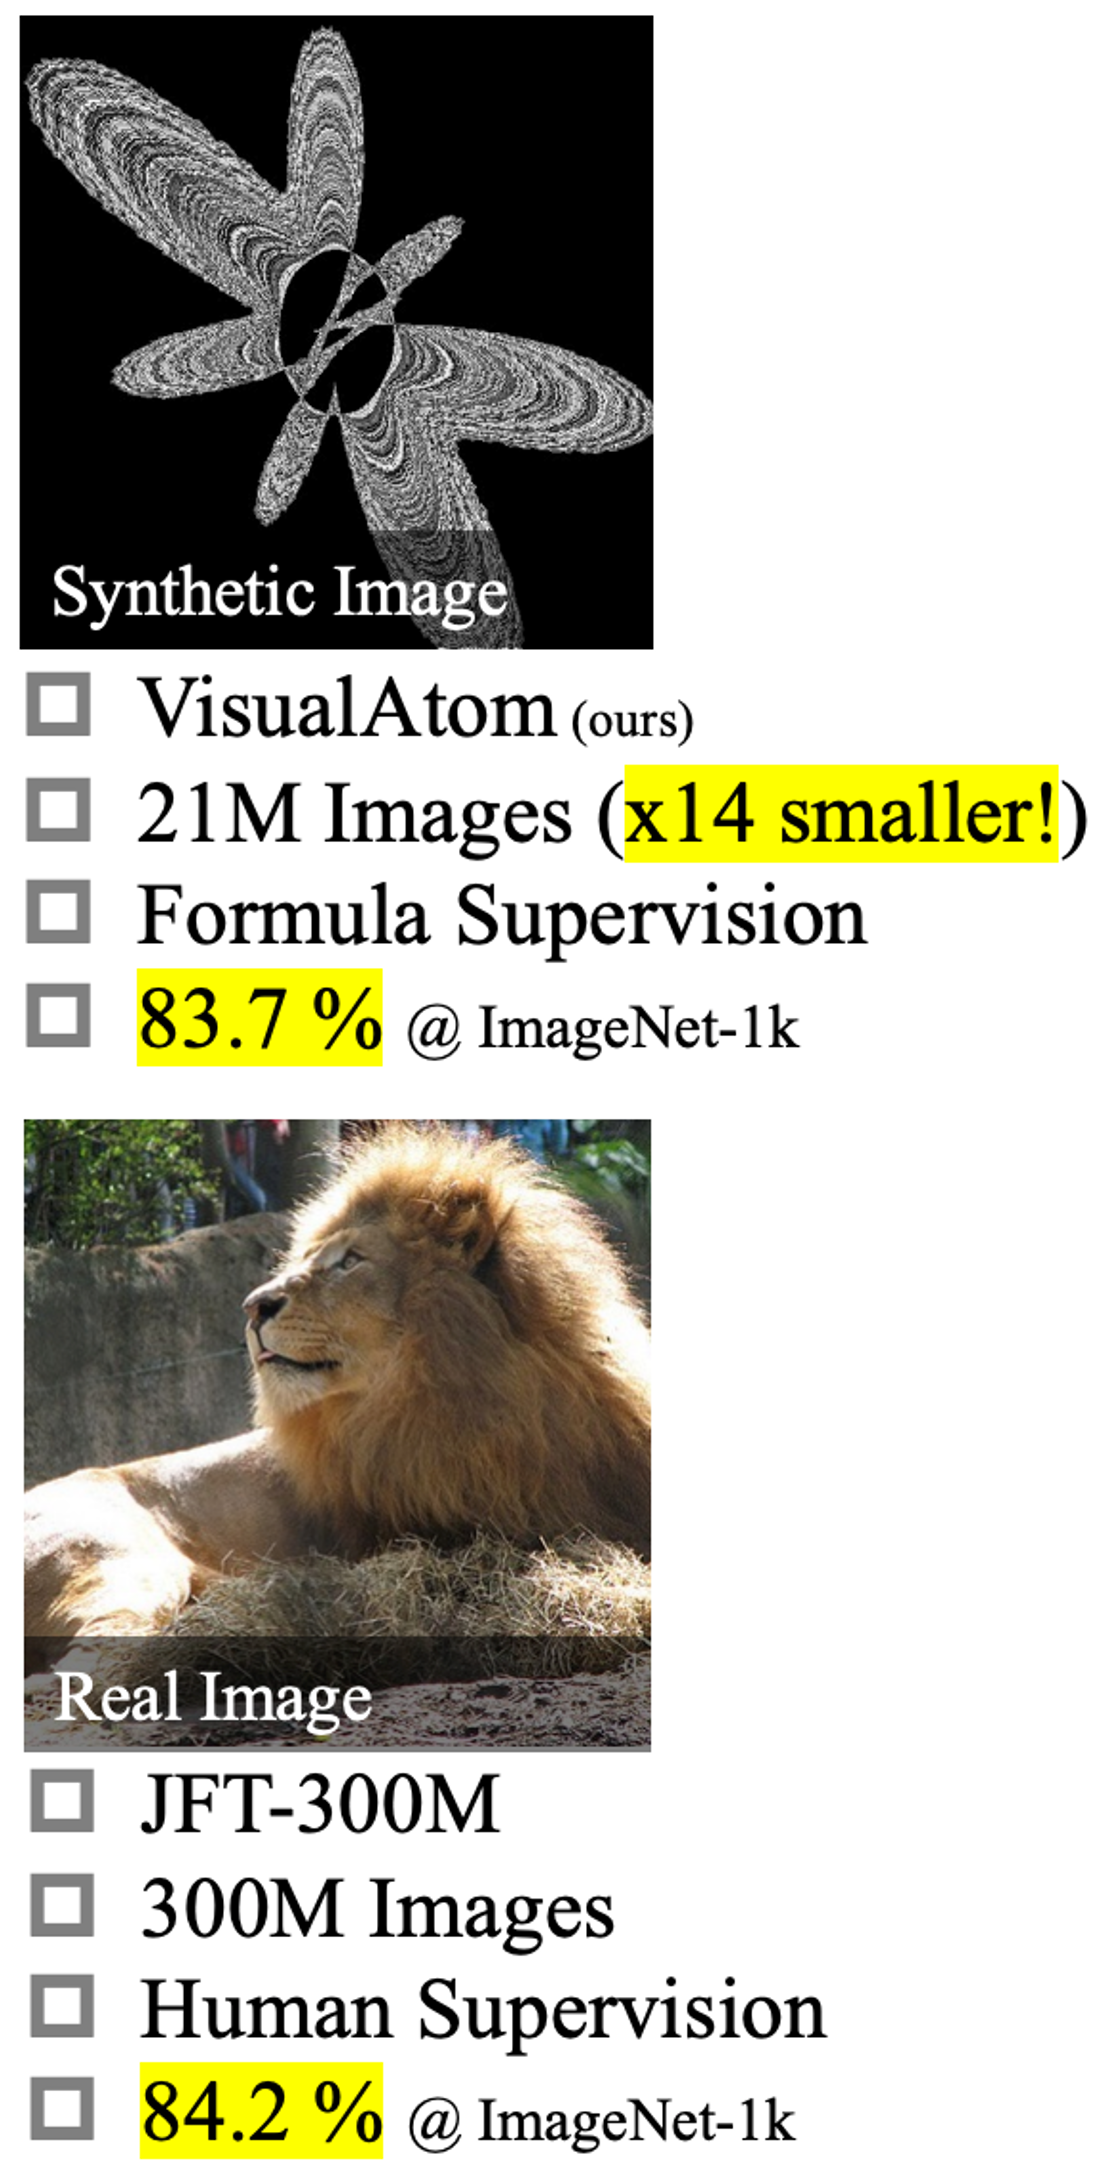 Synthetic Image
VisualAtom (ours)
21M Images (x14 smaller!)
Formula Supervision
83.7 % @ ImageNet-1k
Real Image
JFT-300M
300M Images
Human Supervision
84.2 % @ ImageNet-1k